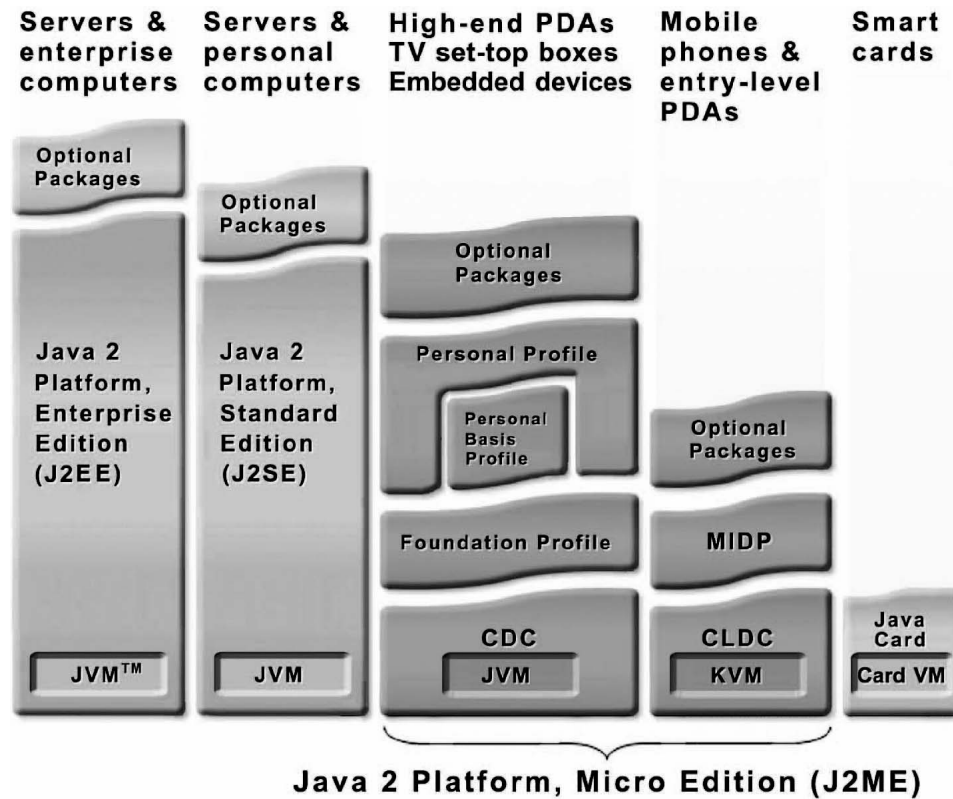 Servers &
enterprise
computers
Servers &
personal
computers
High-end PDAs
TV set-top boxes
Embedded devices
Mobile
phones &
entry-level
PDAs
Smart
cards
Optional
Packages
Java 2
Platform,
Enterprise
Edition
(J2EE)
JVM™
Optional
Packages
Java 2
Platform,
Standard
Edition
(J2SE)
JVM
Optional
Packages
Personal Profile
Personal
Basis
Profile
Foundation Profile
CDC
JVM
Optional
Packages
MIDP
CLDC
KVM
Java
Card
Card VM
Java 2 Platform, Micro Edition (J2ME)